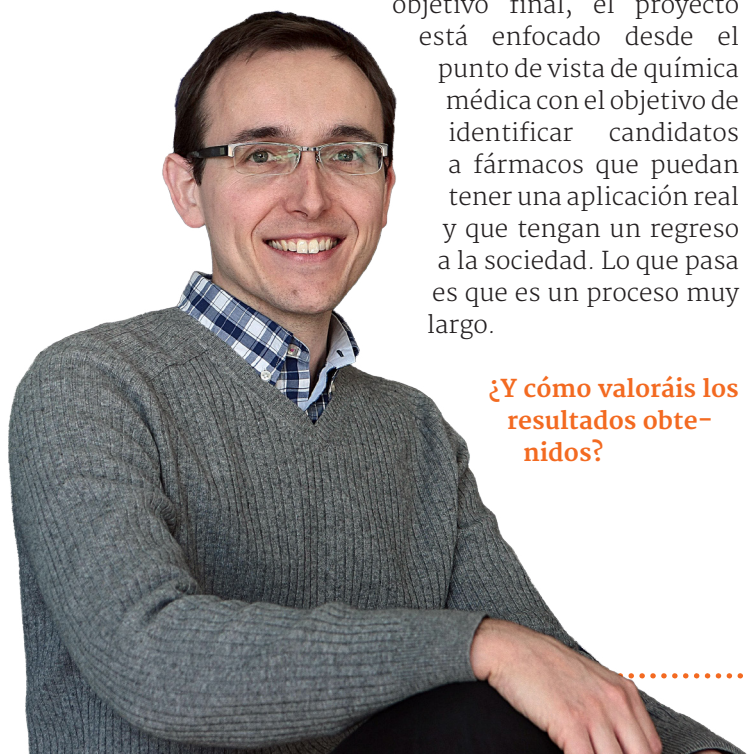 objetivo final, el proyecto
está enfocado desde el
punto de vista de química
médica con el objetivo de
identificar candidatos
a fármacos que puedan
tener una aplicación real
y que tengan un regreso
a la sociedad. Lo que pasa
es que es un proceso muy
largo.
¿Y cómo valoráis los
resultados obte-
nidos?